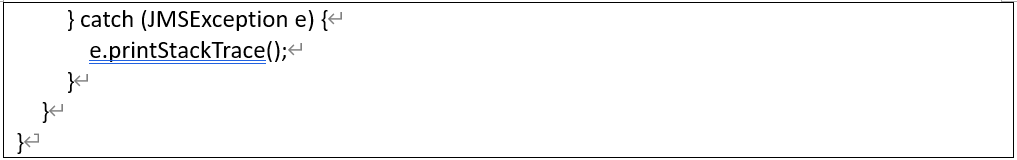 } catch (JMSException e) {
e.printStackTrace();
}
}
}